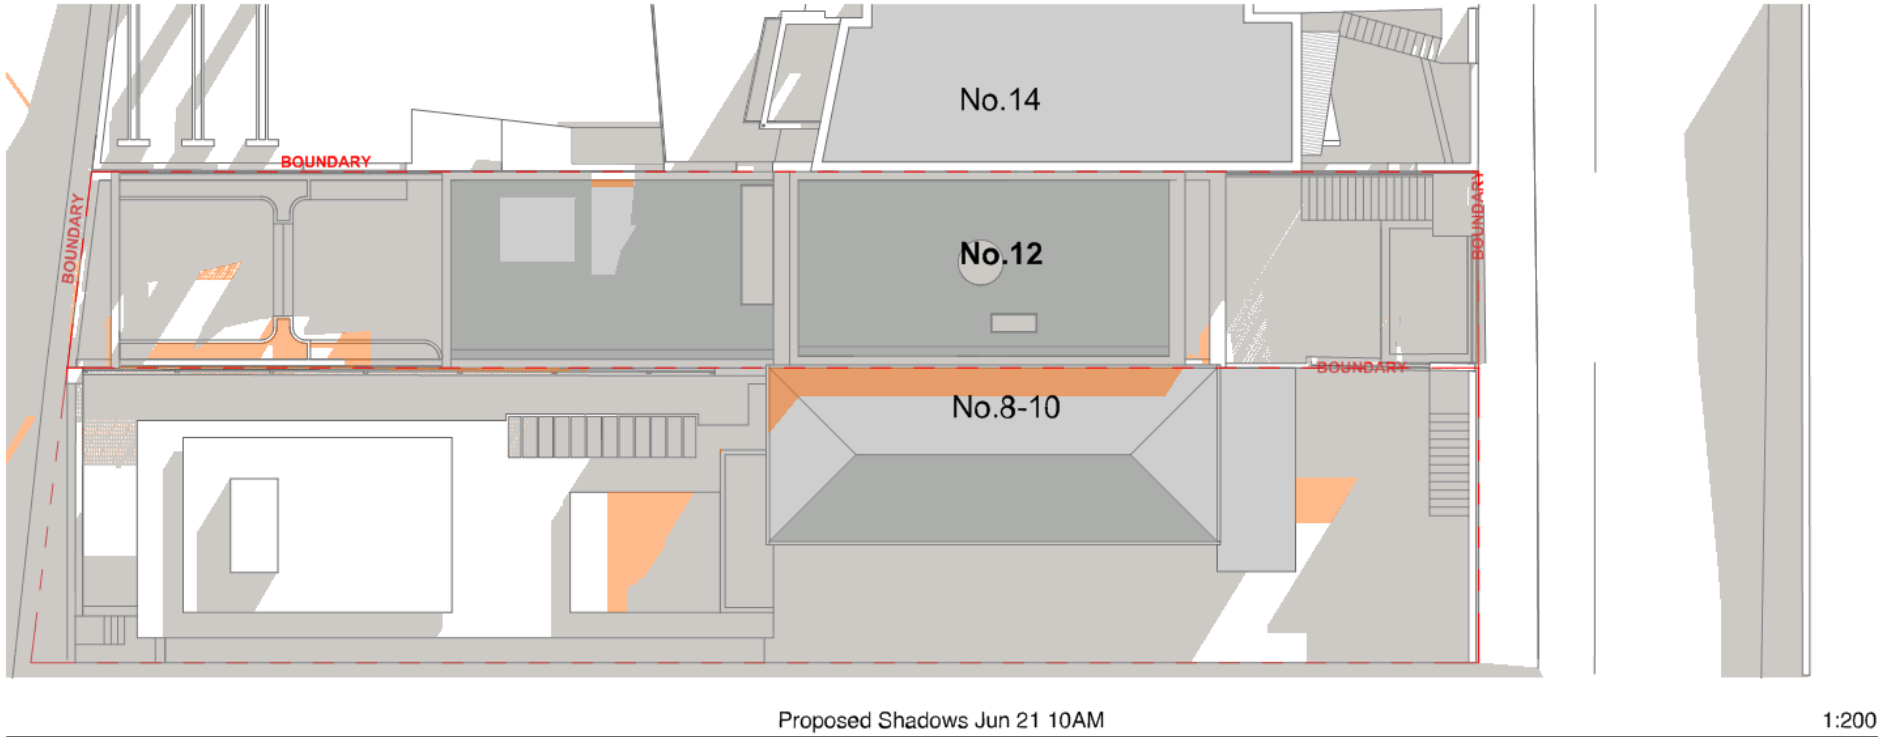 No.14
BOUNDARY
BOUNDARY
BOUNDARY
No.12
BOUNDARY
No.8-10
Proposed Shadows Jun 21 10AM
1:200